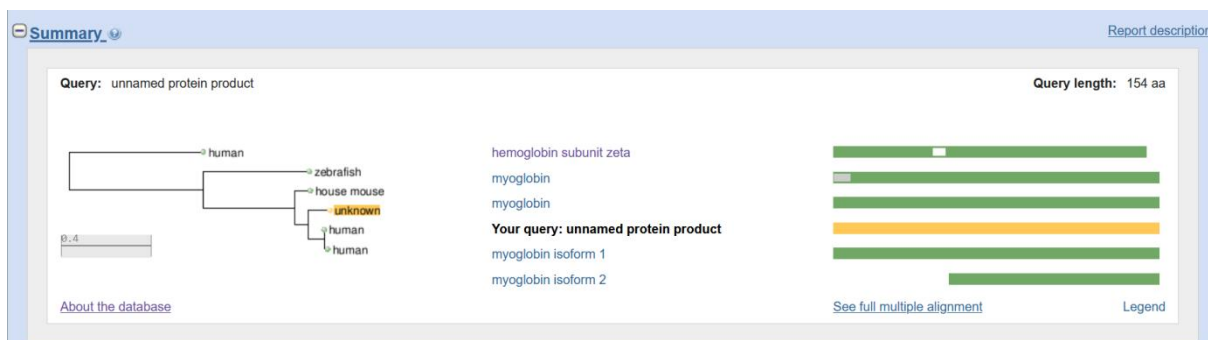 Summary
Report description
Query: unnamed protein product
Query length: 154 aa
human
hemoglobin subunit zeta
zebrafish
myoglobin
house mouse
myoglobin
unknown
Your query: unnamed protein product
human
myoglobin isoform 1
human
myoglobin isoform 2
0.4
About the database
See full multiple alignment
Legend